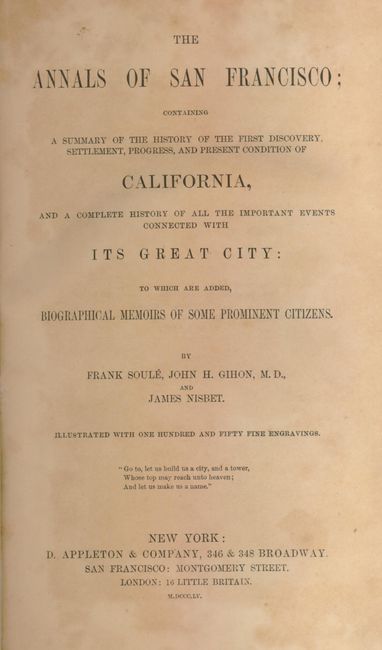 THE
ANNALS OF SAN FRANCISCO;
CONTAINING
A SUMMARY OF THE HISTORY OF THE FIRST DISCOVERY,
SETTLEMENT, PROGRESS, AND PRESENT CONDITION OF
CALIFORNIA,
AND A COMPLETE HISTORY OF ALL THE IMPORTANT EVENTS
CONNECTED WITH
ITS GREAT CITY:
TO WHICH ARE ADDED,
BIOGRAPHICAL MEMOIRS OF SOME PROMINENT CITIZENS.
BY
FRANK SOULÉ, JOHN H. GIHON, M. D.,
AND
JAMES NISBET.
ILLUSTRATED WITH ONE HUNDRED AND FIFTY FINE ENGRAVINGS.
"Go to, let us build us a city, and a tower,
Whose top may reach unto heaven;
And let us make us a name."
NEW YORK:
D. APPLETON & COMPANY, 346 & 348 BROADWAY.
SAN FRANCISCO: MONTGOMERY STREET.
LONDON: 16 LITTLE BRITAIN.
M.DCCC.LV.